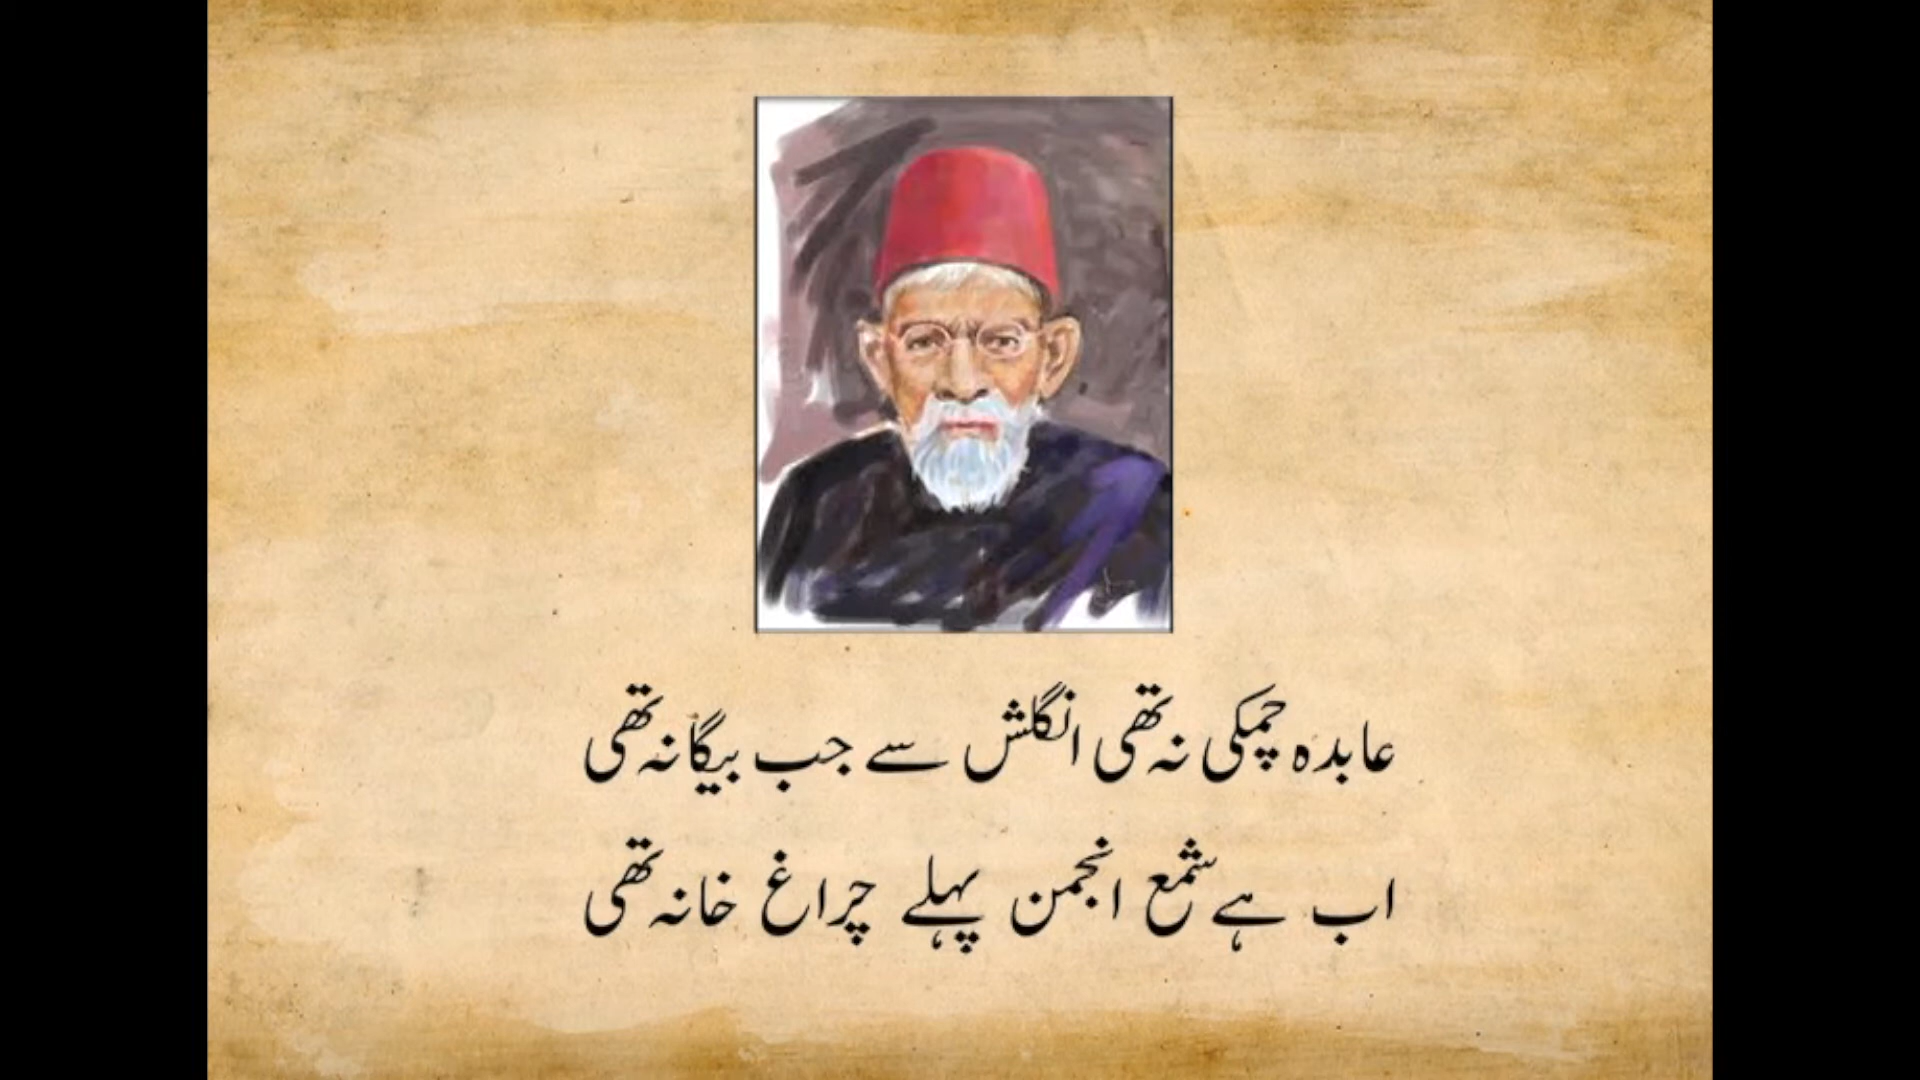 عابدہ چمکی نہ تھی انگلش سے جب بیگانہ تھی
اب ہے شمع انجمن پہلے چراغ خانہ تھی